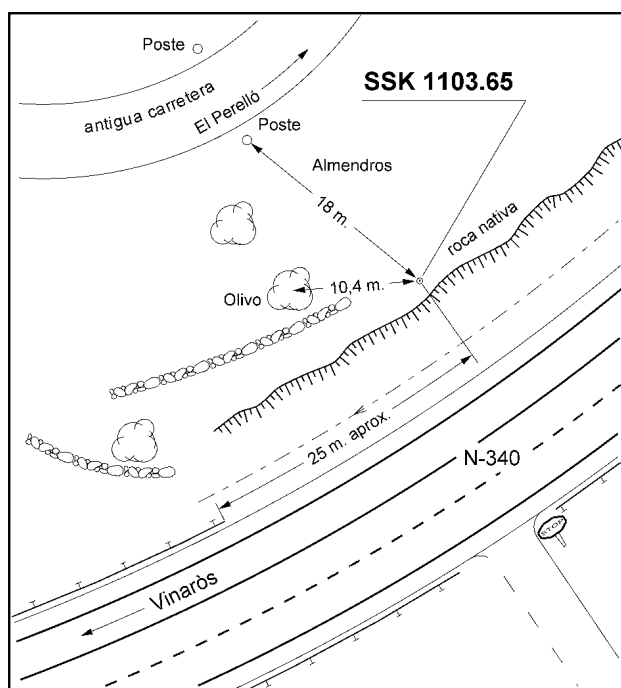 Poste
SSK 1103.65
antigua carretera
El Perelló
Poste
Almendros
18 m.
roca nativa
10,4 m.
Olivo
25 m. aprox.
N-340
STOP
Vinaròs